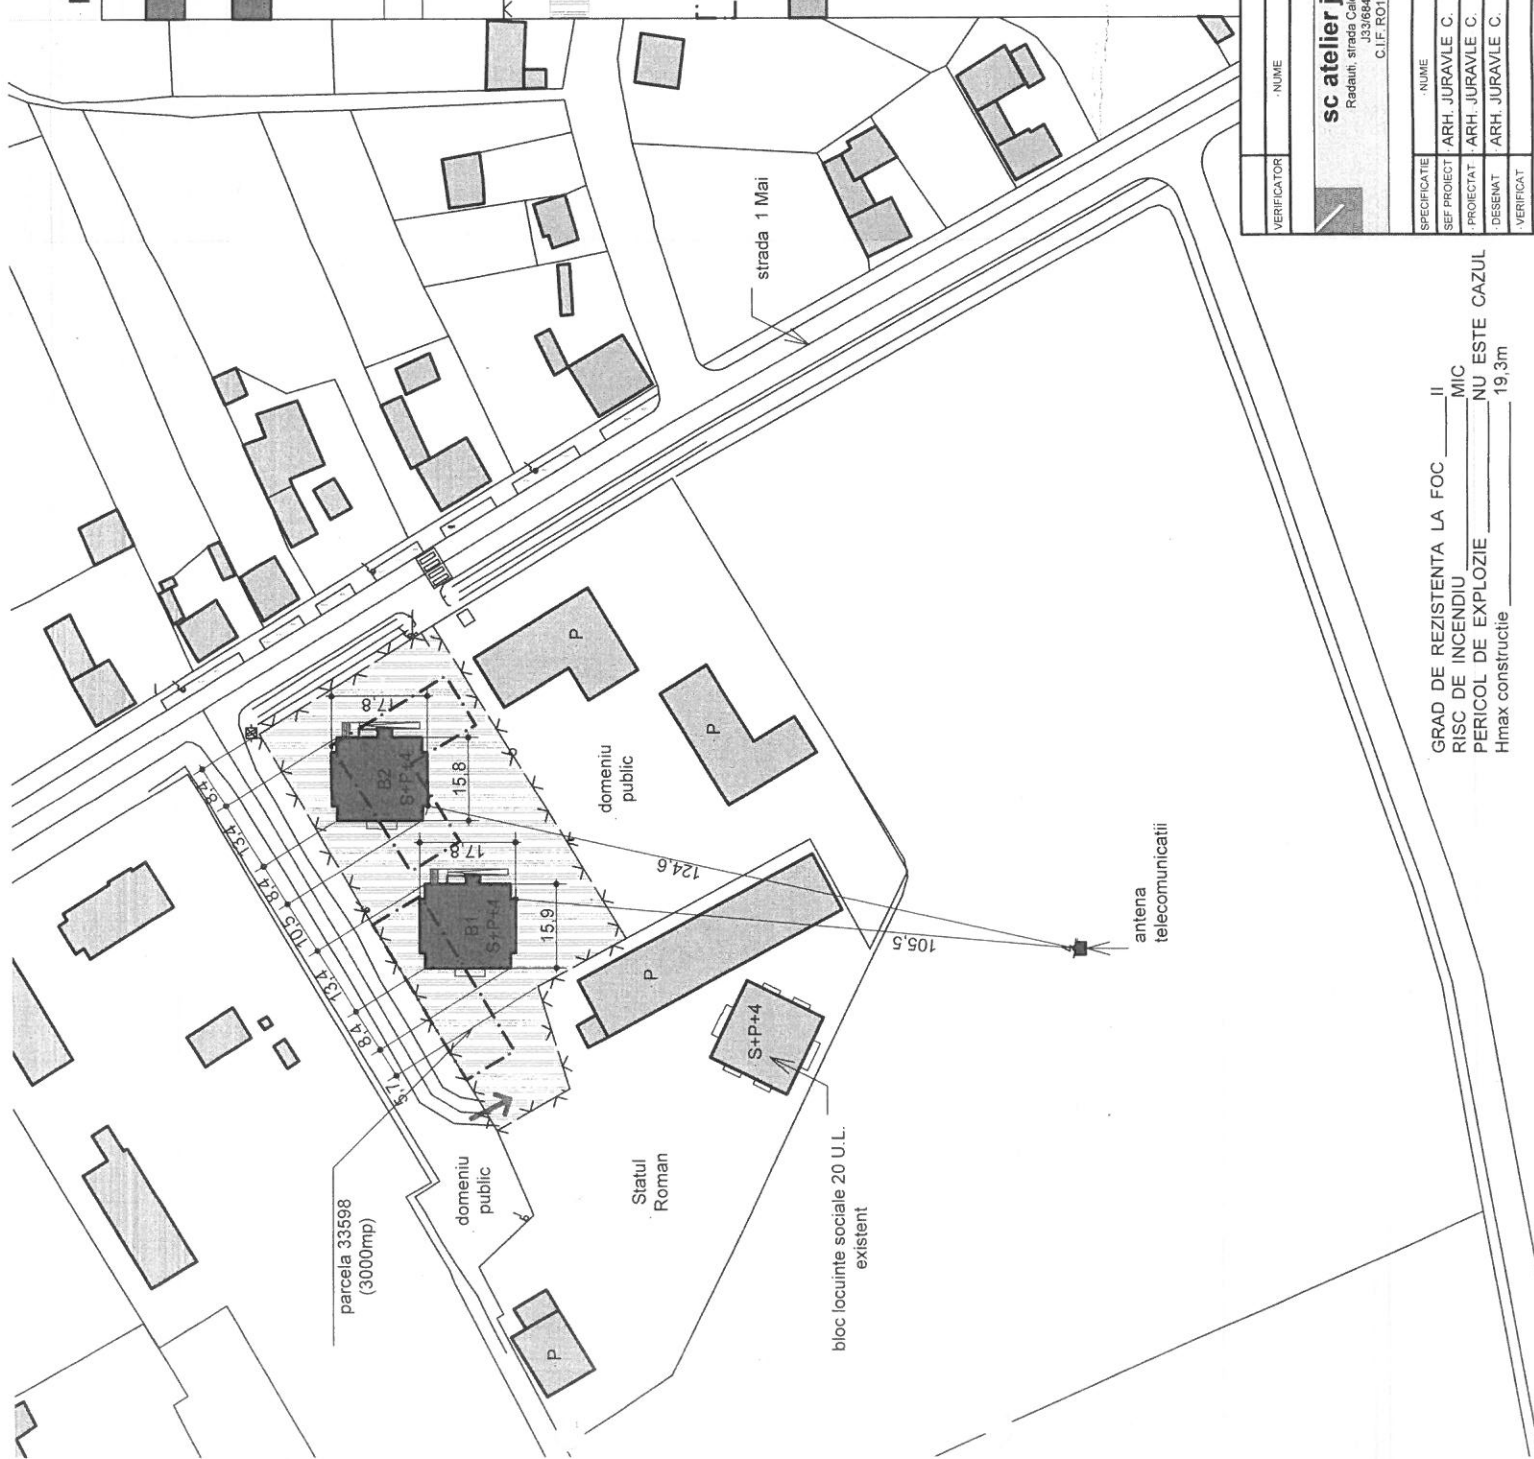 strada 1 Mai
8,4
13,4
8,4
10,5
13,4
8,4
5,7
17,8
B2
S+P+4
15,8
17,8
B1
S+P+4
15,9
P
P
domeniu
public
124,6
105,5
P
S+P+4
antena
telecomunicatii
parcela 33598
(3000mp)
domeniu
public
Statul
Roman
bloc locuinte sociale 20 U.L.
existent
P
GRAD DE REZISTENTA LA FOC II
RISC DE INCENDIU MIC
PERICOL DE EXPLOZIE NU ESTE CAZUL
Hmax constructie 19,3m
VERIFICATOR NUME
sc atelier j
Radauti, strada
J33/684
C.I.F. RO1
SPECIFICATIE NUME
SEF PROIECT ARH. JURAVLE C.
PROIECTAT ARH. JURAVLE C.
DESENAT ARH. JURAVLE C.
VERIFICAT